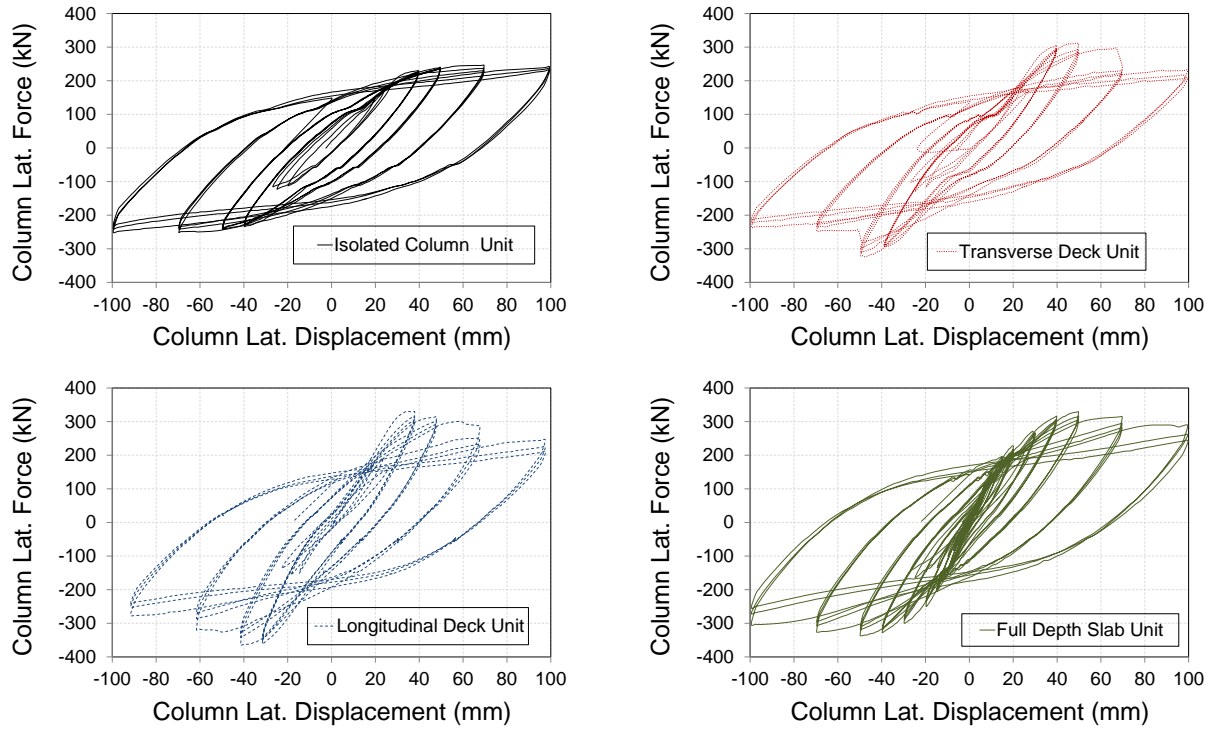 Column Lat. Force (kN)
400
300
200
100
0
-100
-200
-300
-400
Isolated Column Unit
-100 -80 -60 -40 -20 0 20 40 60 80 100
Column Lat. Displacement (mm)
Column Lat. Force (kN)
400
300
200
100
0
-100
-200
-300
-400
Transverse Deck Unit
-100 -80 -60 -40 -20 0 20 40 60 80 100
Column Lat. Displacement (mm)
Column Lat. Force (kN)
400
300
200
100
0
-100
-200
-300
-400
Longitudinal Deck Unit
-100 -80 -60 -40 -20 0 20 40 60 80 100
Column Lat. Displacement (mm)
Column Lat. Force (kN)
400
300
200
100
0
-100
-200
-300
-400
Full Depth Slab Unit
-100 -80 -60 -40 -20 0 20 40 60 80 100
Column Lat. Displacement (mm)